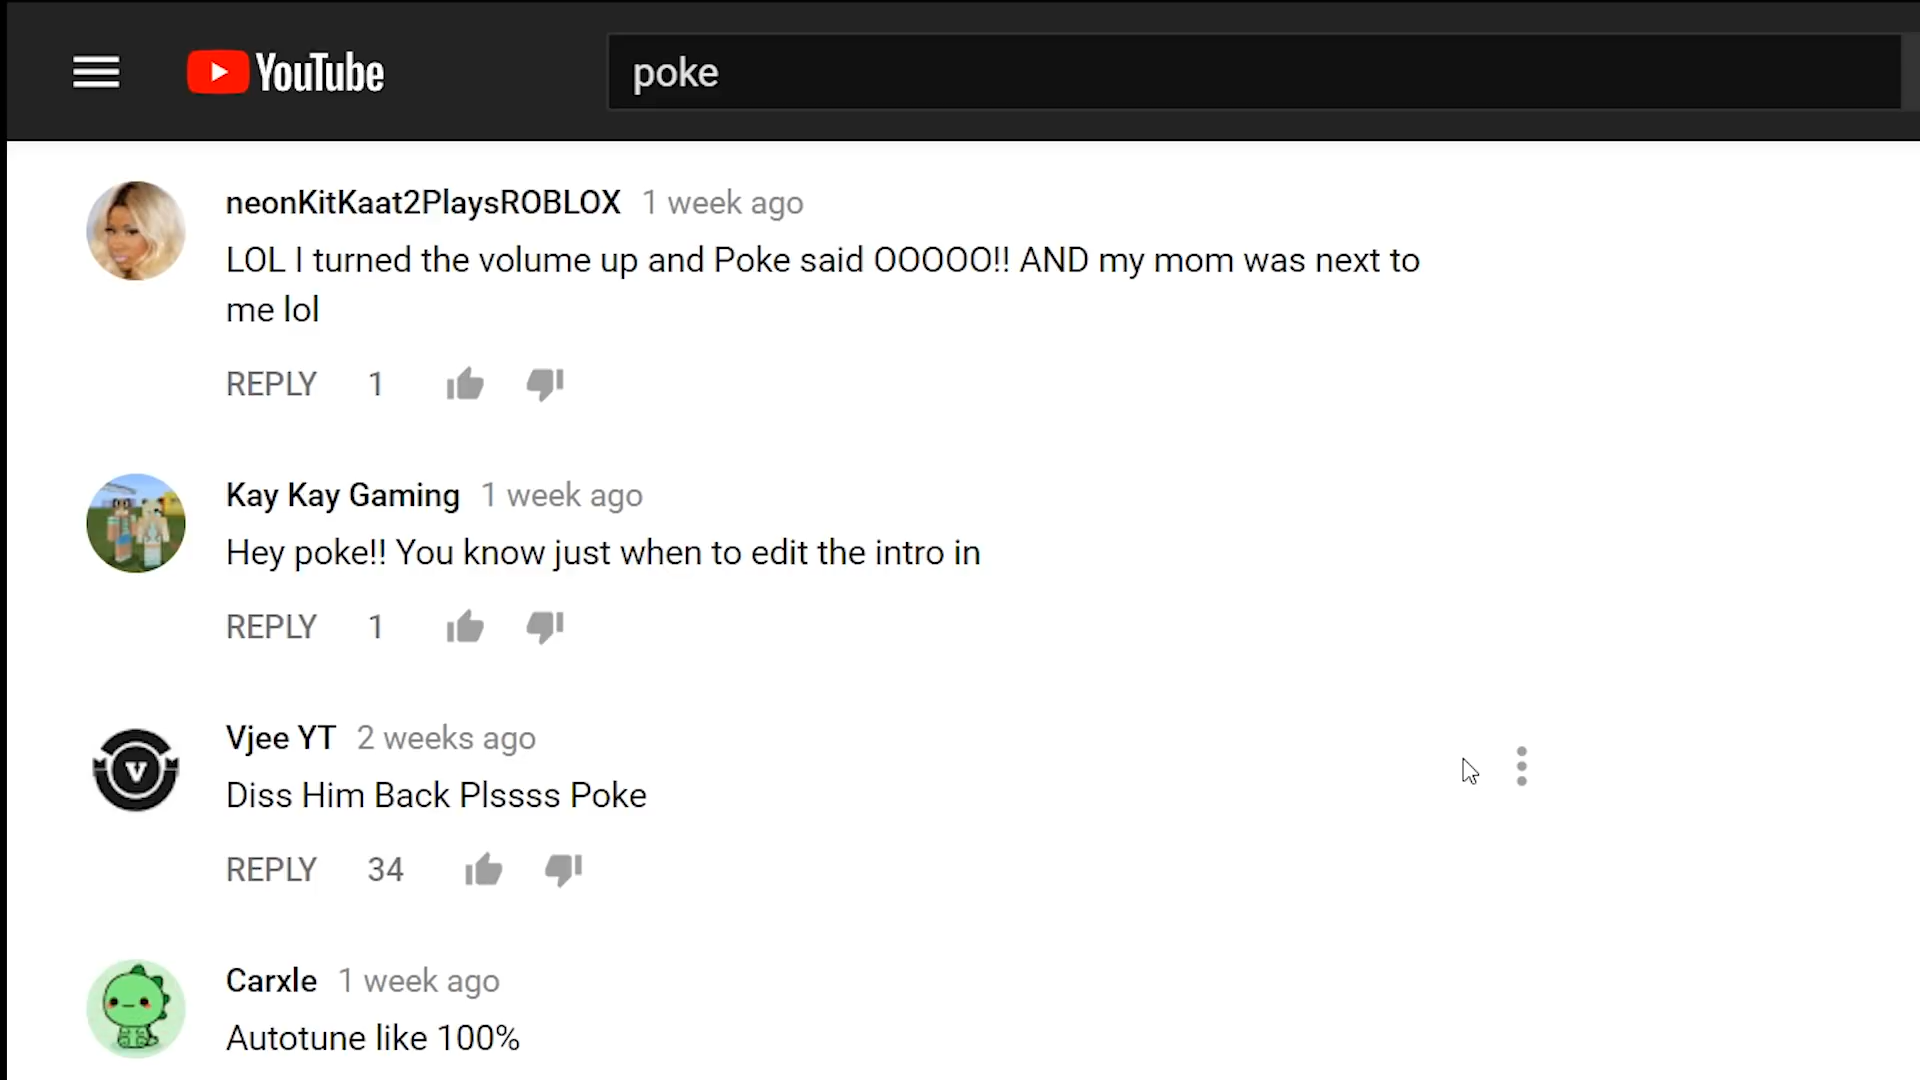 YouTube
poke
neonKitKaat2PlaysROBLOX 1 week ago
LOL I turned the volume up and Poke said OOOOO!! AND my mom was next to
me lol
REPLY 1
Kay Kay Gaming 1 week ago
Hey poke!! You know just when to edit the intro in
REPLY 1
V
Vjee YT 2 weeks ago
Diss Him Back Plssss Poke
REPLY 34
Carxle 1 week ago
Autotune like 100%